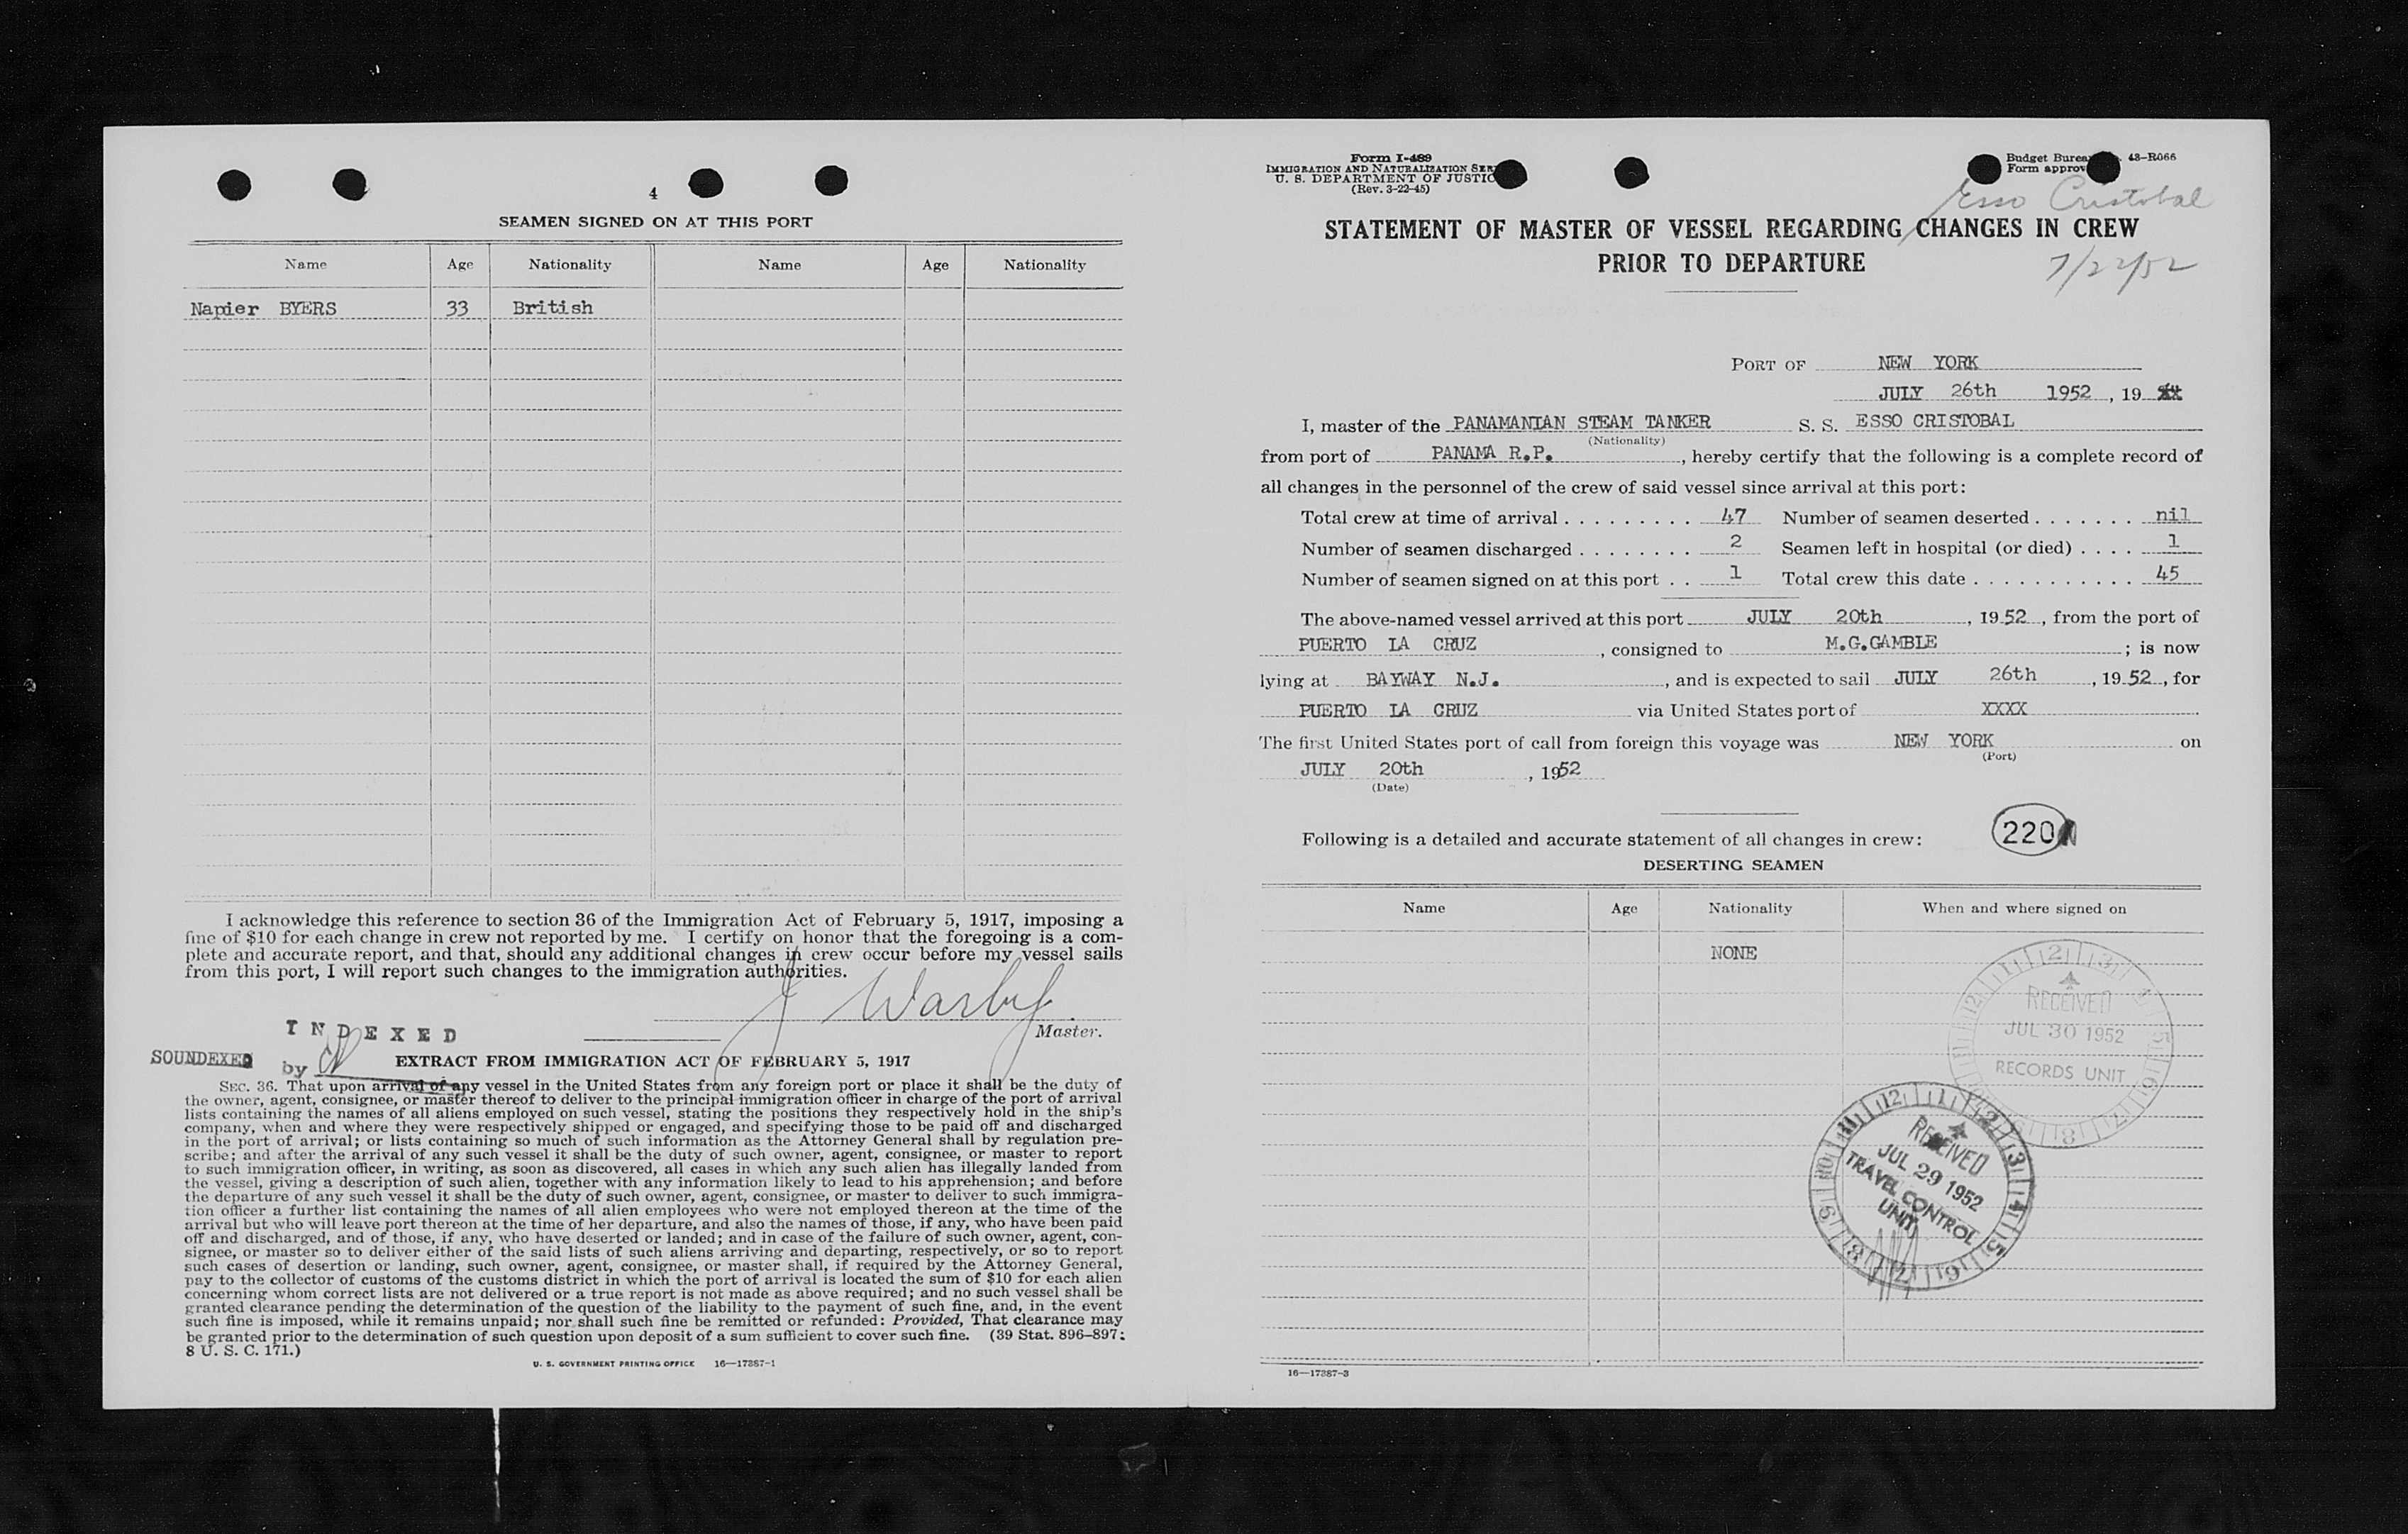 4
SEAMEN SIGNED ON AT THIS PORT
Name Age Nationality Name Age Nationality
Napier BYERS 33 British
I acknowledge this reference to section 36 of the Immigration Act of February 5, 1917, imposing a
fine of $10 for each change in crew not reported by me. I certify on honor that the foregoing is a com-
plete and accurate report, and that, should any additional changes in crew occur before my vessel sails
from this port, I will report such changes to the immigration authorities.
J Warby
Master.
INDEXED
SOUNDEXED
by
EXTRACT FROM IMMIGRATION ACT OF FEBRUARY 5, 1917
SEC. 36. That upon arrival of any vessel in the United States from any foreign port or place it shall be the duty of
the owner, agent, consignee, or master thereof to deliver to the principal immigration officer in charge of the port of arrival
lists containing the names of all aliens employed on such vessel, stating the positions they respectively hold in the ship's
company, when and where they were respectively shipped or engaged, and specifying those to be paid off and discharged
in the port of arrival; or lists containing so much of such information as the Attorney General shall by regulation pre-
scribe; and after the arrival of any such vessel it shall be the duty of such owner, agent, consignee, or master to report
to such immigration officer, in writing, as soon as discovered, all cases in which any such alien has illegally landed from
the vessel, giving a description of such alien, together with any information likely to lead to his apprehension; and before
the departure of any such vessel it shall be the duty of such owner, agent, consignee, or master to deliver to such immigra-
tion officer a further list containing the names of all alien employees who were not employed thereon at the time of the
arrival but who will leave port thereon at the time of her departure, and also the names of those, if any, who have been paid
off and discharged, and of those, if any, who have deserted or landed; and in case of the failure of such owner, agent, con-
signee, or master so to deliver either of the said lists of such aliens arriving and departing, respectively, or so to report
such cases of desertion or landing, such owner, agent, consignee, or master shall, if required by the Attorney General,
pay to the collector of customs of the customs district in which the port of arrival is located the sum of $10 for each alien
concerning whom correct lists are not delivered or a true report is not made as above required; and no such vessel shall be
granted clearance pending the determination of the question of the liability to the payment of such fine, and, in the event
such fine is imposed, while it remains unpaid; nor shall such fine be remitted or refunded: Provided, That clearance may
be granted prior to the determination of such question upon deposit of a sum sufficient to cover such fine. (39 Stat. 896-897;
8 U. S. C. 171.)
U. S. GOVERNMENT PRINTING OFFICE 16—17387-1
Form I-489
IMMIGRATION AND NATURALIZATION SER
U. S. DEPARTMENT OF JUSTIC
(Rev. 3-22-45)
Budget Burea 43-R066
Form approv
Esso Cristobal
STATEMENT OF MASTER OF VESSEL REGARDING CHANGES IN CREW
PRIOR TO DEPARTURE
7/22/52
PORT OF NEW YORK
JULY 26th 1952, 19
I, master of the PANAMANIAN STEAM TANKER S. S. ESSO CRISTOBAL
(Nationality)
from port of PANAMA R.P., hereby certify that the following is a complete record of
all changes in the personnel of the crew of said vessel since arrival at this port:
Total crew at time of arrival . . . . . . . . . 47 Number of seamen deserted . . . . . . . nil
Number of seamen discharged . . . . . . . . 2 Seamen left in hospital (or died) . . . . 1
Number of seamen signed on at this port . . 1 Total crew this date . . . . . . . . . . . 45
The above-named vessel arrived at this port JULY 20th, 1952, from the port of
PUERTO LA CRUZ, consigned to M.G.GAMBLE; is now
lying at BAYWAY N.J., and is expected to sail JULY 26th, 1952, for
PUERTO LA CRUZ via United States port of XXXX
The first United States port of call from foreign this voyage was NEW YORK on
(Port)
JULY 20th, 1952
(Date)
220
Following is a detailed and accurate statement of all changes in crew:
DESERTING SEAMEN
Name Age Nationality When and where signed on
NONE
RECEIVED
JUL 30 1952
RECORDS UNIT
RECEIVED
JUL 29 1952
TRAVEL CONTROL
UNIT
16—17387-3